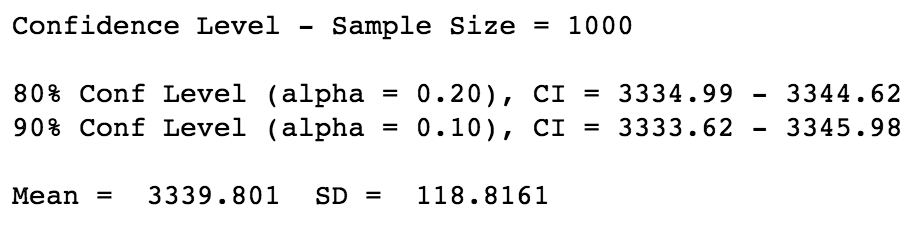 Confidence Level - Sample Size = 1000
80% Conf Level (alpha = 0.20), CI = 3334.99 - 3344.62
90% Conf Level (alpha = 0.10), CI = 3333.62 - 3345.98
Mean =  3339.801  SD =  118.8161